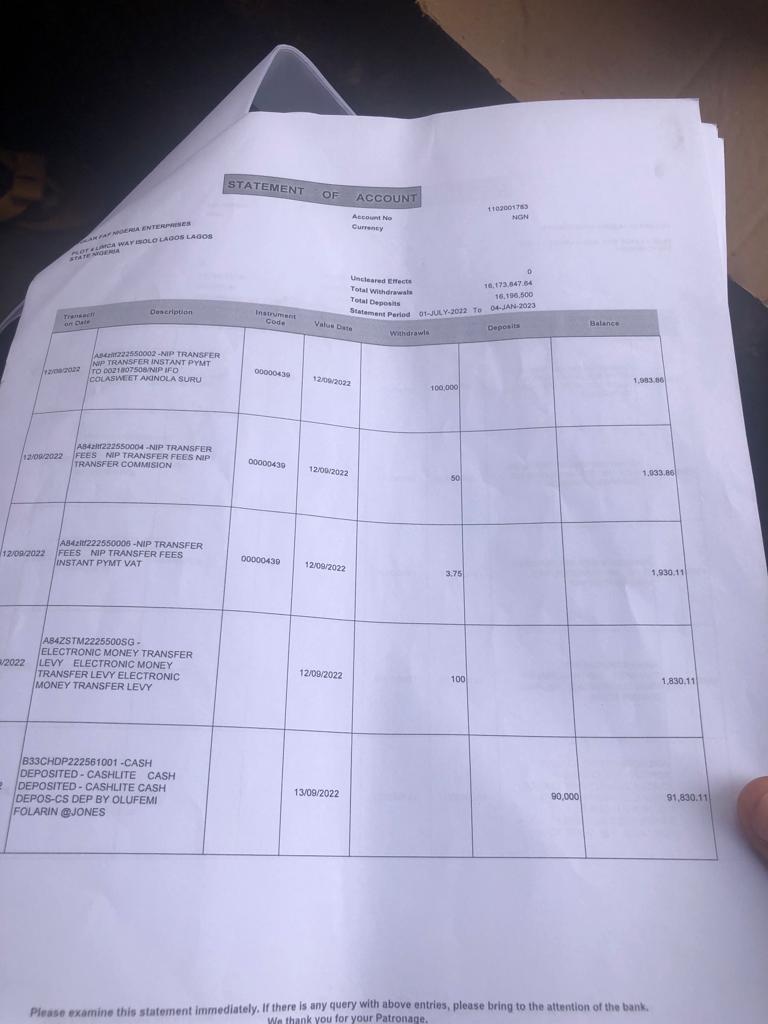 STATEMENT OF ACCOUNT
FAF NIGERIA ENTERPRISES
PLOT 4 LIMCA WAY ISOLO LAGOS LAGOS
STATE NIGERIA
Account No 1102001783
Currency NGN
Uncleared Effects 0
Total Withdrawals 16,173,847.64
Total Deposits 16,196,500
Statement Period 01-JULY-2022 To 04-JAN-2023
Transacti
on Date
Description
Instrument
Code
Value Date
Withdrawls
Deposits
Balance
12/09/2022
A84zltf222550002 -NIP TRANSFER
NIP TRANSFER INSTANT PYMT
TO 0021807508/NIP IFO
COLASWEET AKINOLA SURU
00000439
12/09/2022
100,000
1,983.86
12/09/2022
A84zltf222550004 -NIP TRANSFER
FEES NIP TRANSFER FEES NIP
TRANSFER COMMISION
00000439
12/09/2022
50
1,933.86
12/09/2022
A84zltf222550006 -NIP TRANSFER
FEES NIP TRANSFER FEES
INSTANT PYMT VAT
00000439
12/09/2022
3.75
1,930.11
/2022
A84ZSTM2225500SG -
ELECTRONIC MONEY TRANSFER
LEVY ELECTRONIC MONEY
TRANSFER LEVY ELECTRONIC
MONEY TRANSFER LEVY
12/09/2022
100
1,830.11
B33CHDP222561001 -CASH
DEPOSITED - CASHLITE CASH
DEPOSITED - CASHLITE CASH
DEPOS-CS DEP BY OLUFEMI
FOLARIN @JONES
13/09/2022
90,000
91,830.11
Please examine this statement immediately. If there is any query with above entries, please bring to the attention of the bank.
We thank you for your Patronage.